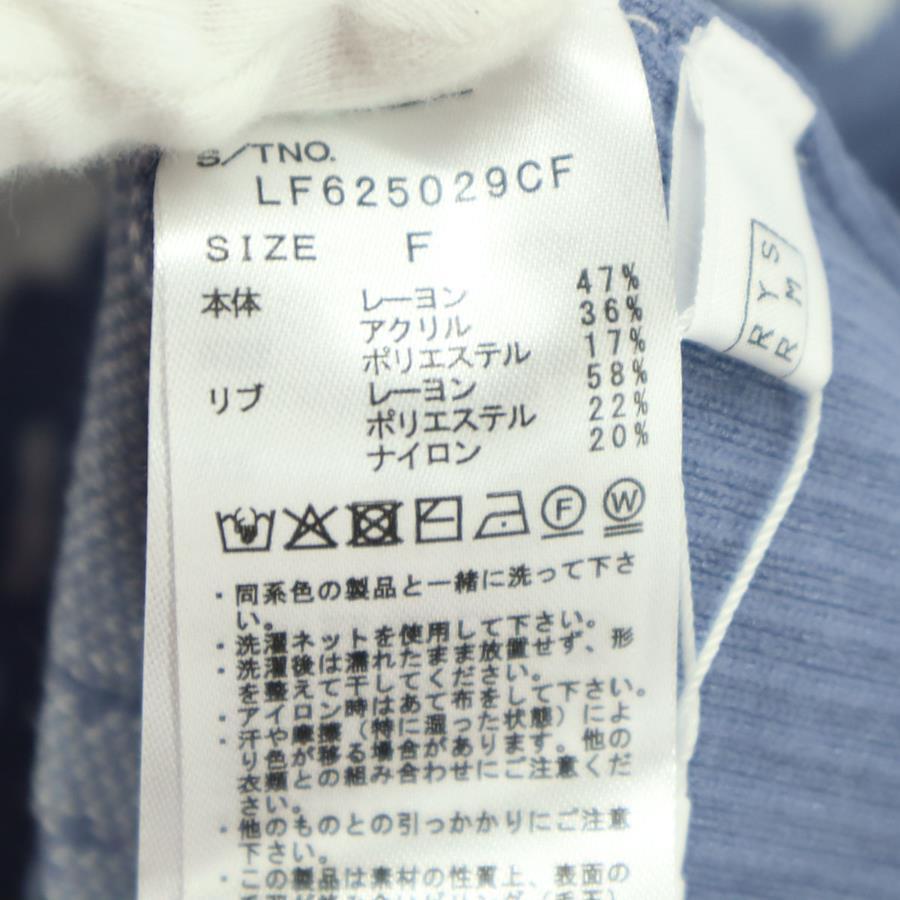 S/TNO.
LF625029CF
SIZE F
本体 レーヨン 47%
アクリル 36%
ポリエステル 17%
リブ レーヨン 58%
ポリエステル 22%
ナイロン 20%
F W
・同系色の製品と一緒に洗って下さ
い。
・洗濯ネットを使用して下さい。
・洗濯後は濡れたまま放置せず、形
を整えて干してください。
・アイロン時はあて布をして下さい。
・汗や摩擦（特に湿った状態）によ
り色が移る場合があります。他の
衣類との組み合わせにご注意くだ
さい。
・他のものとの引っかかりにご注意
下さい。
・この製品は素材の性質上、表面の
RYS
RM